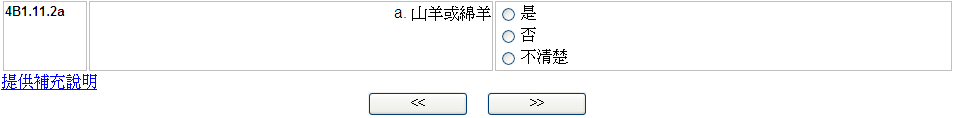 4B1.11.2a
a. 山羊或綿羊
是
否
不清楚
提供補充說明
<<
>>